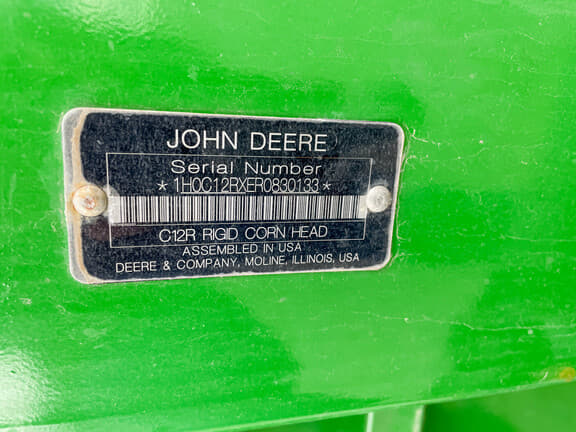 JOHN DEERE
Serial Number
*1H0C12RXER0830133*
C12R RIGID CORN HEAD
ASSEMBLED IN USA
DEERE & COMPANY, MOLINE, ILLINOIS, USA